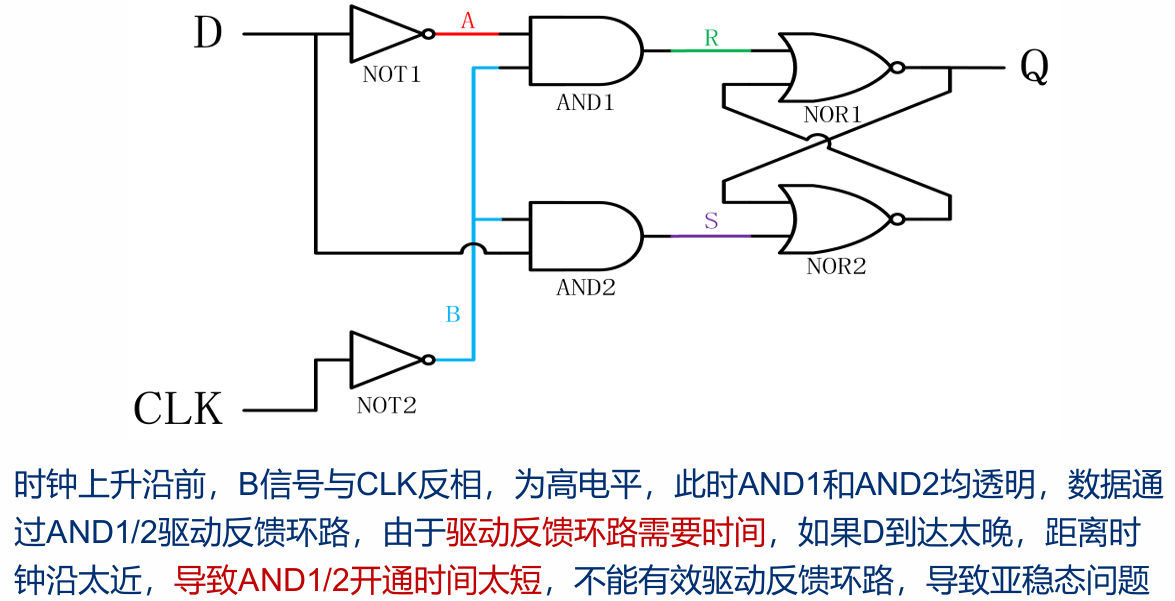 D
A
NOT1
AND1
R
NOR1
Q
B
AND2
S
NOR2
CLK
NOT2
时钟上升沿前，B信号与CLK反相，为高电平，此时AND1和AND2均透明，数据通
过AND1/2驱动反馈环路，由于驱动反馈环路需要时间，如果D到达太晚，距离时
钟沿太近，导致AND1/2开通时间太短，不能有效驱动反馈环路，导致亚稳态问题